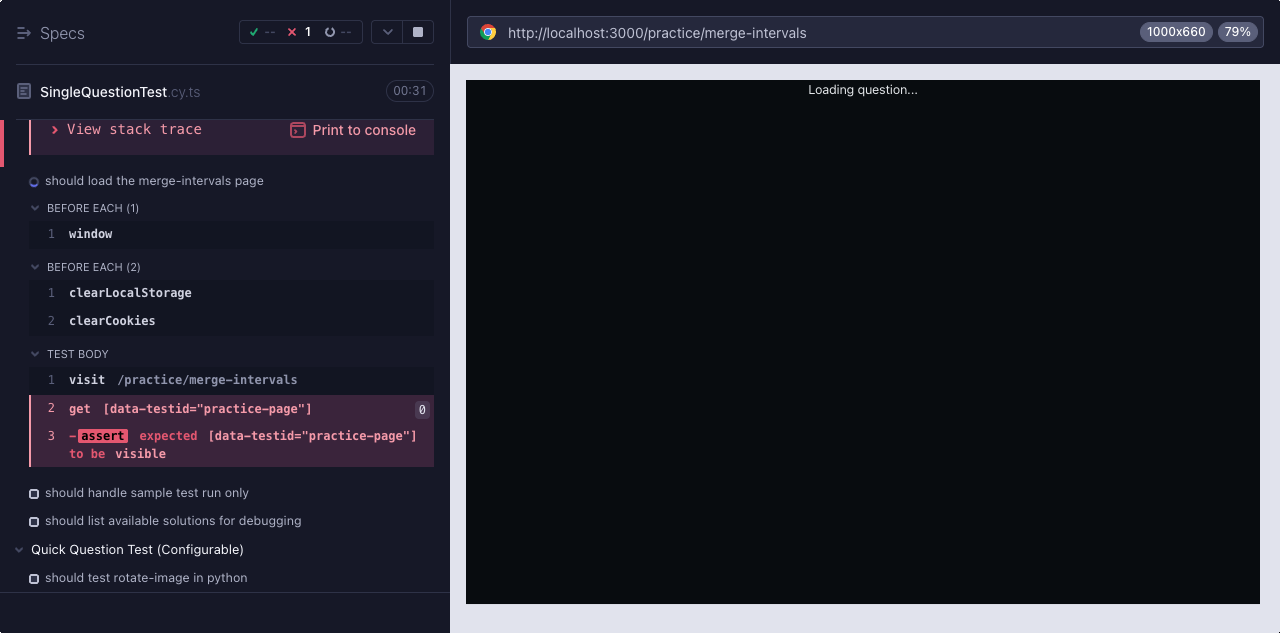 Specs
-- 1 --
http://localhost:3000/practice/merge-intervals
1000x660
79%
SingleQuestionTest.cy.ts
00:31
View stack trace
Print to console
should load the merge-intervals page
BEFORE EACH (1)
1 window
BEFORE EACH (2)
1 clearLocalStorage
2 clearCookies
TEST BODY
1 visit /practice/merge-intervals
2 get [data-testid="practice-page"] 0
3 -assert expected [data-testid="practice-page"]
to be visible
should handle sample test run only
should list available solutions for debugging
Quick Question Test (Configurable)
should test rotate-image in python
Loading question...